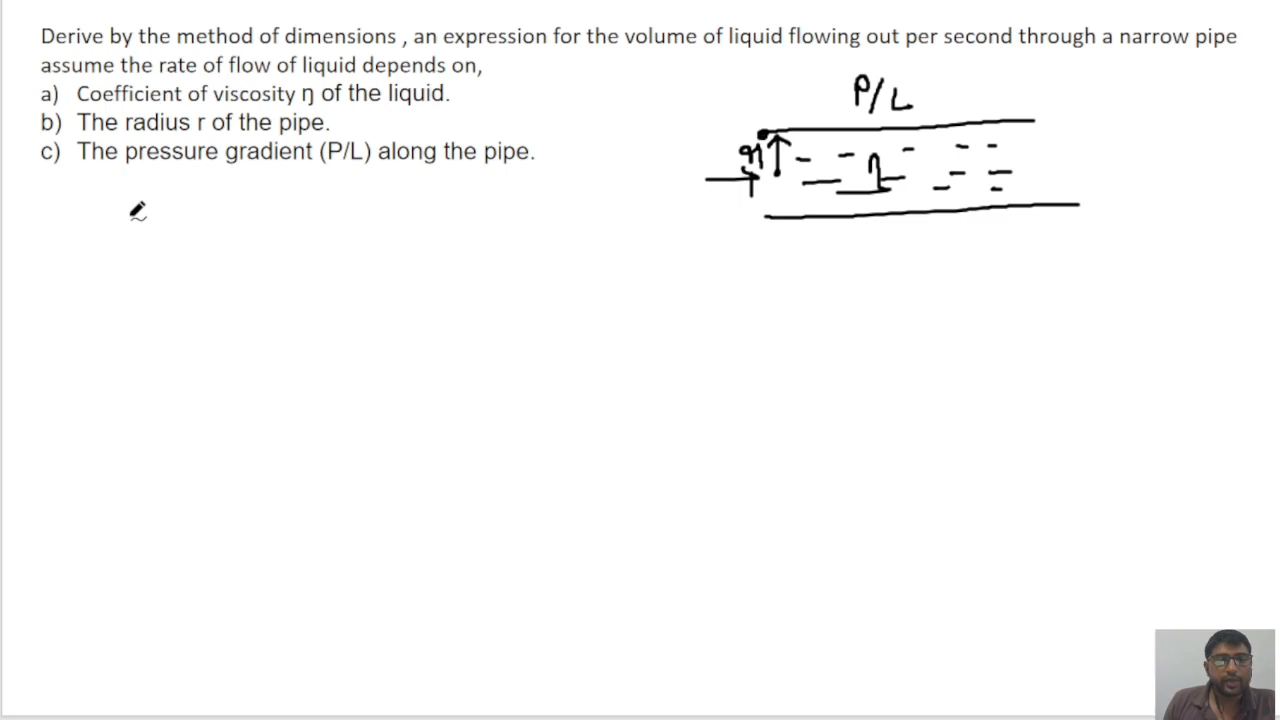 Derive by the method of dimensions , an expression for the volume of liquid flowing out per second through a narrow pipe
assume the rate of flow of liquid depends on,
a) Coefficient of viscosity ŋ of the liquid.
b) The radius r of the pipe.
c) The pressure gradient (P/L) along the pipe.
P/L
r
η